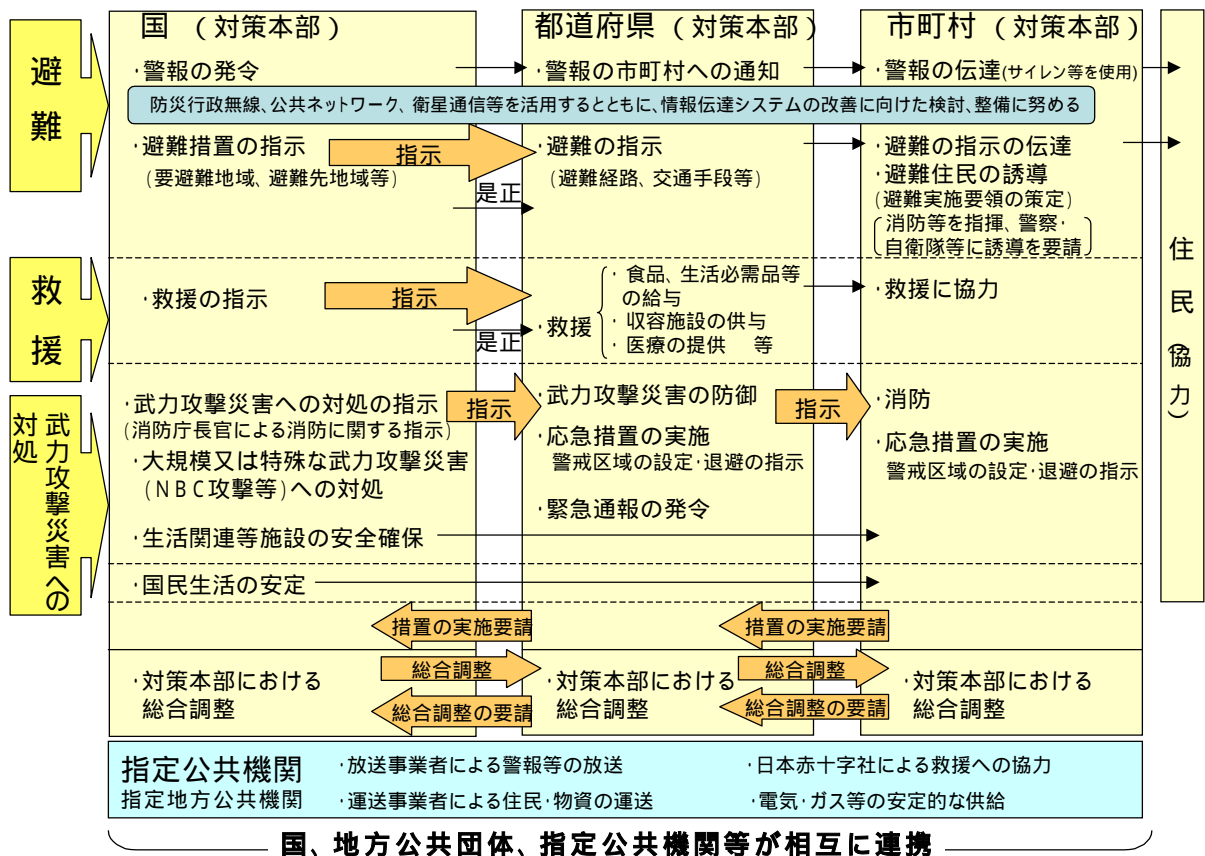 国 (対策本部)
都道府県 (対策本部)
市町村 (対策本部)
避難
・警報の発令
・警報の市町村への通知
・警報の伝達(サイレン等を使用)
防災行政無線、公共ネットワーク、衛星通信等を活用するとともに、情報伝達システムの改善に向けた検討、整備に努める
・避難措置の指示
(要避難地域、避難先地域等)
指示
是正
・避難の指示
(避難経路、交通手段等)
・避難の指示の伝達
・避難住民の誘導
(避難実施要領の策定)
消防等を指揮、警察・
自衛隊等に誘導を要請
住民(協力)
救援
・救援の指示
指示
是正
・救援
・食品、生活必需品等
の給与
・収容施設の供与
・医療の提供 等
・救援に協力
武力攻撃災害への
対処
・武力攻撃災害への対処の指示
(消防庁長官による消防に関する指示)
指示
・武力攻撃災害の防御
指示
・消防
・大規模又は特殊な武力攻撃災害
(NBC攻撃等)への対処
・応急措置の実施
警戒区域の設定・退避の指示
・応急措置の実施
警戒区域の設定・退避の指示
・緊急通報の発令
・生活関連等施設の安全確保
・国民生活の安定
措置の実施要請
措置の実施要請
・対策本部における
総合調整
総合調整
総合調整の要請
・対策本部における
総合調整
総合調整
総合調整の要請
・対策本部における
総合調整
指定公共機関
指定地方公共機関
・放送事業者による警報等の放送
・日本赤十字社による救援への協力
・運送事業者による住民・物資の運送
・電気・ガス等の安定的な供給
国、地方公共団体、指定公共機関等が相互に連携